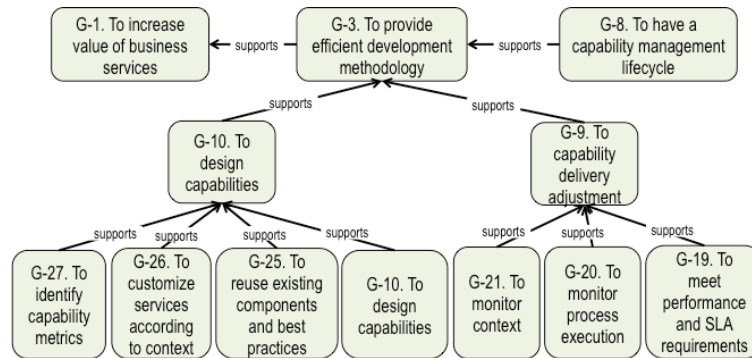 G-1. To increase
value of business
services
supports
G-3. To provide
efficient development
methodology
supports
G-8. To have a
capability management
lifecycle
supports
supports
G-10. To
design
capabilities
G-9. To
capability
delivery
adjustment
supports
supports
supports
supports
supports
supports
supports
G-27. To
identify
capability
metrics
G-26. To
customize
services
according
to context
G-25. To
reuse existing
components
and best
practices
G-10. To
design
capabilities
G-21. To
monitor
context
G-20. To
monitor
process
execution
G-19. To
meet
performance
and SLA
requirements